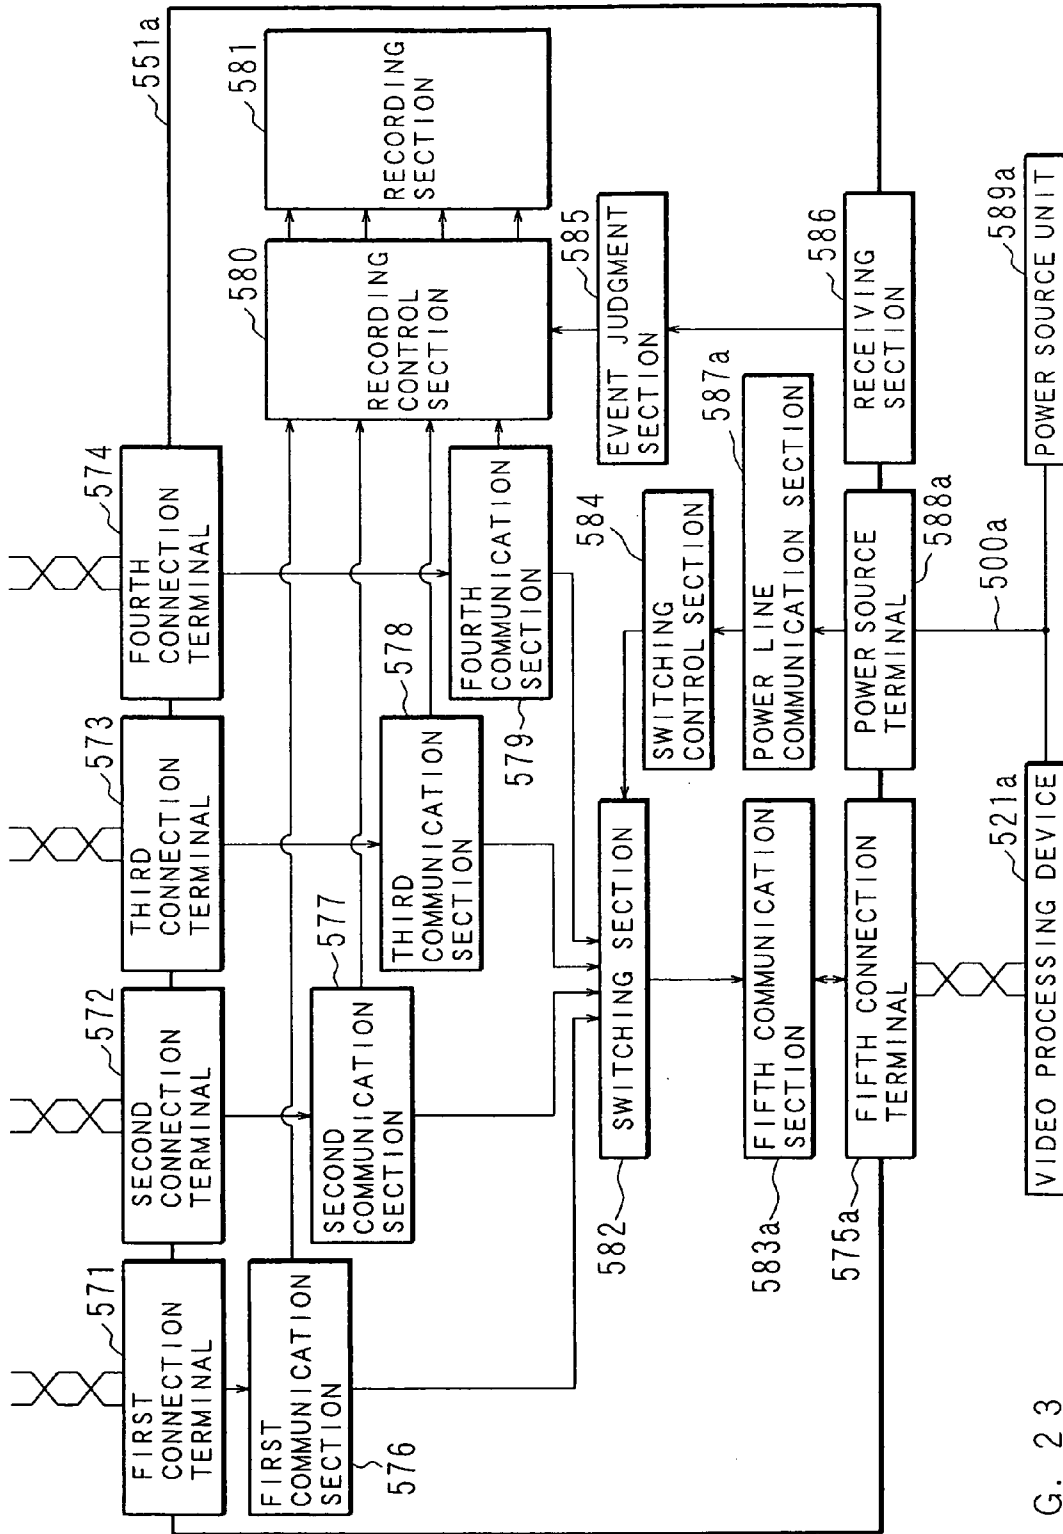 551a
571
572
573
574
FIRST
CONNECTION
TERMINAL
SECOND
CONNECTION
TERMINAL
THIRD
CONNECTION
TERMINAL
FOURTH
CONNECTION
TERMINAL
580
581
RECORDING
CONTROL
SECTION
RECORDING
SECTION
FIRST
COMMUNICATION
SECTION
576
577
SECOND
COMMUNICATION
SECTION
578
THIRD
COMMUNICATION
SECTION
FOURTH
COMMUNICATION
SECTION
579
582
SWITCHING SECTION
584
SWITCHING
CONTROL SECTION
585
EVENT JUDGMENT
SECTION
583a
FIFTH COMMUNICATION
SECTION
587a
POWER LINE
COMMUNICATION SECTION
575a
FIFTH CONNECTION
TERMINAL
588a
POWER SOURCE
TERMINAL
586
RECEIVING
SECTION
500a
521a
VIDEO PROCESSING DEVICE
589a
POWER SOURCE UNIT
G. 23